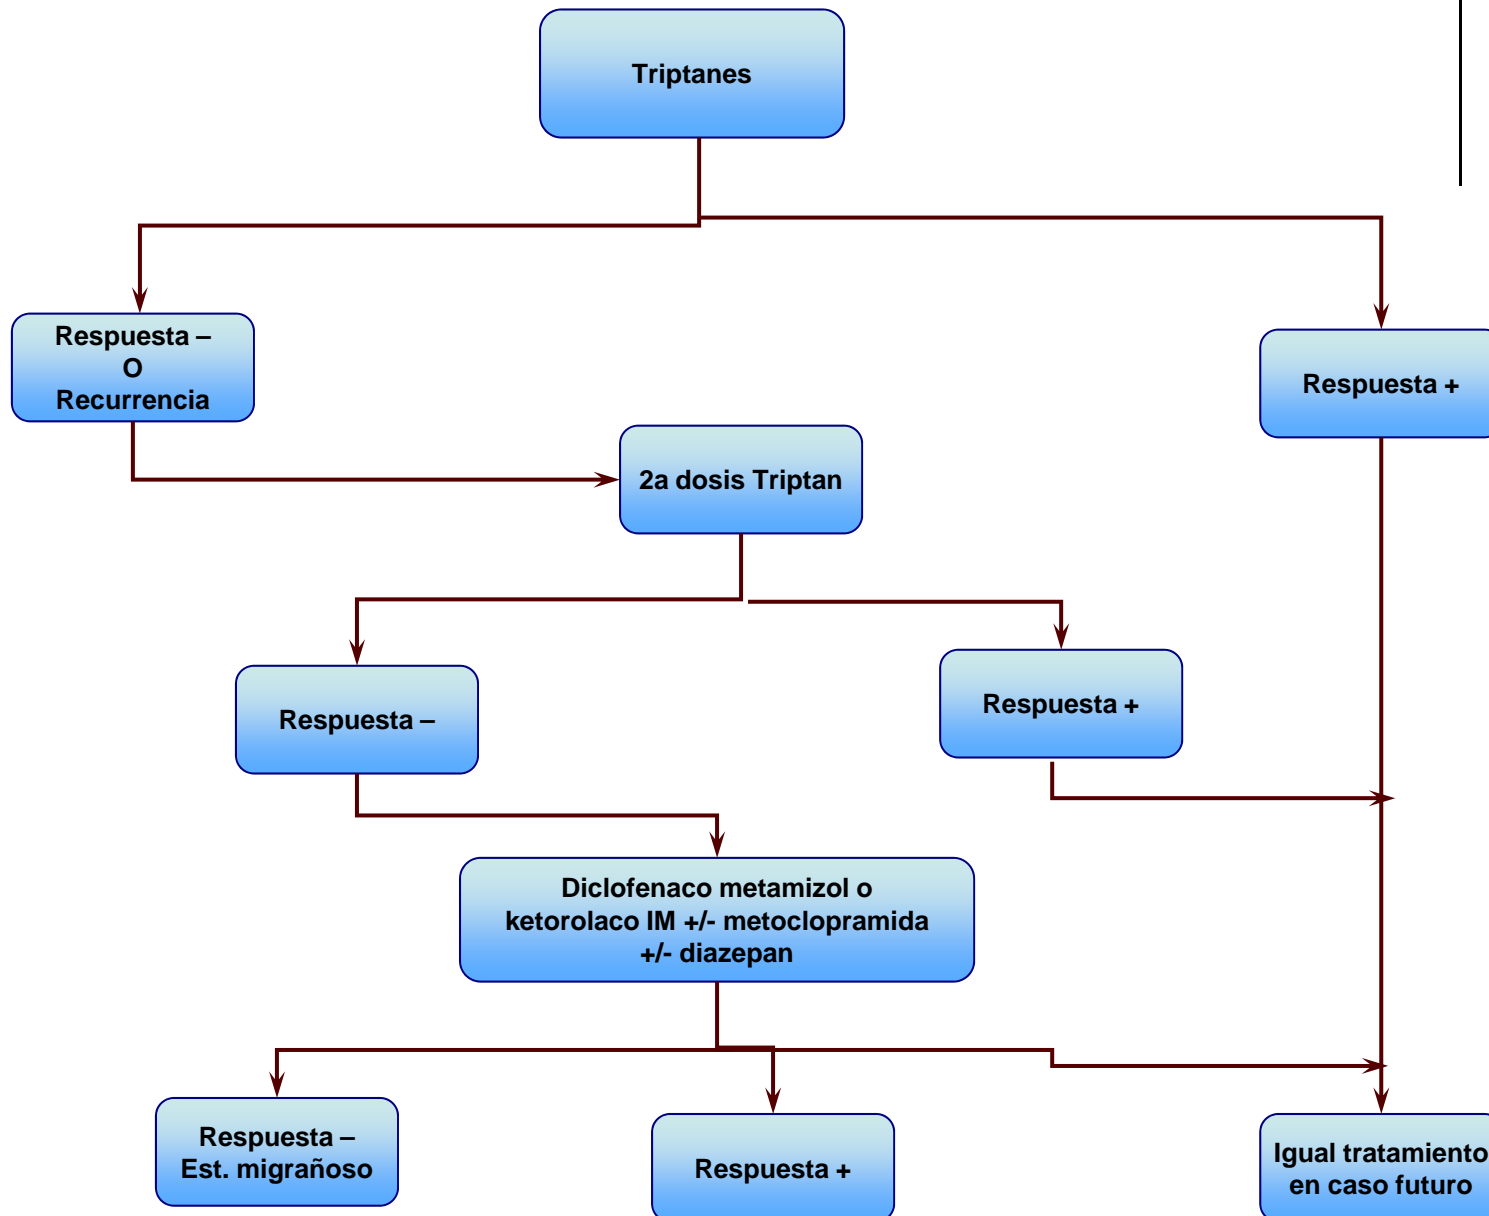 Triptanes
Respuesta –
O
Recurrencia
Respuesta +
2a dosis Triptan
Respuesta –
Respuesta +
Diclofenaco metamizol o
ketorolaco IM +/- metoclopramida
+/- diazepan
Respuesta –
Est. migrañoso
Respuesta +
Igual tratamiento
en caso futuro